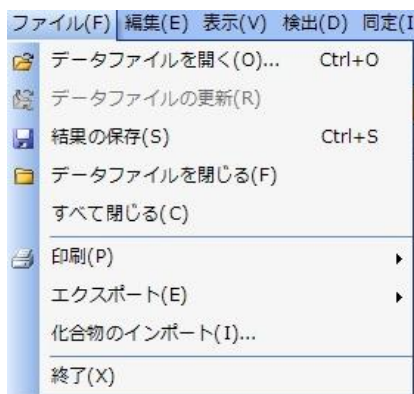 ファイル(F) 編集(E) 表示(V) 検出(D) 同定(I
データファイルを開く(O)... Ctrl+O
データファイルの更新(R)
結果の保存(S) Ctrl+S
データファイルを閉じる(F)
すべて閉じる(C)
印刷(P)
エクスポート(E)
化合物のインポート(I)...
終了(X)